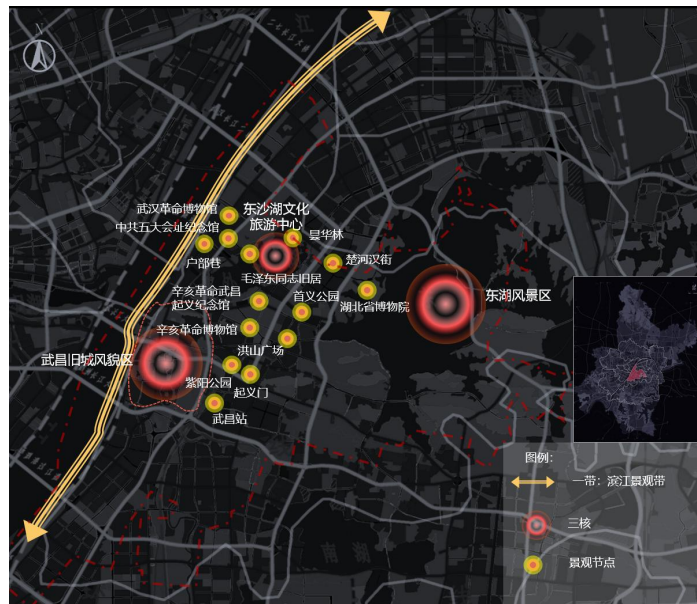 武汉革命博物馆
中共五大会址纪念馆
户部巷
东沙湖文化
旅游中心
昙华林
楚河汉街
毛泽东同志旧居
辛亥革命武昌
起义纪念馆
首义公园
湖北省博物院
东湖风景区
辛亥革命博物馆
洪山广场
武昌旧城风貌区
紫阳公园
起义门
武昌站
图例：
一带：滨江景观带
三核
景观节点